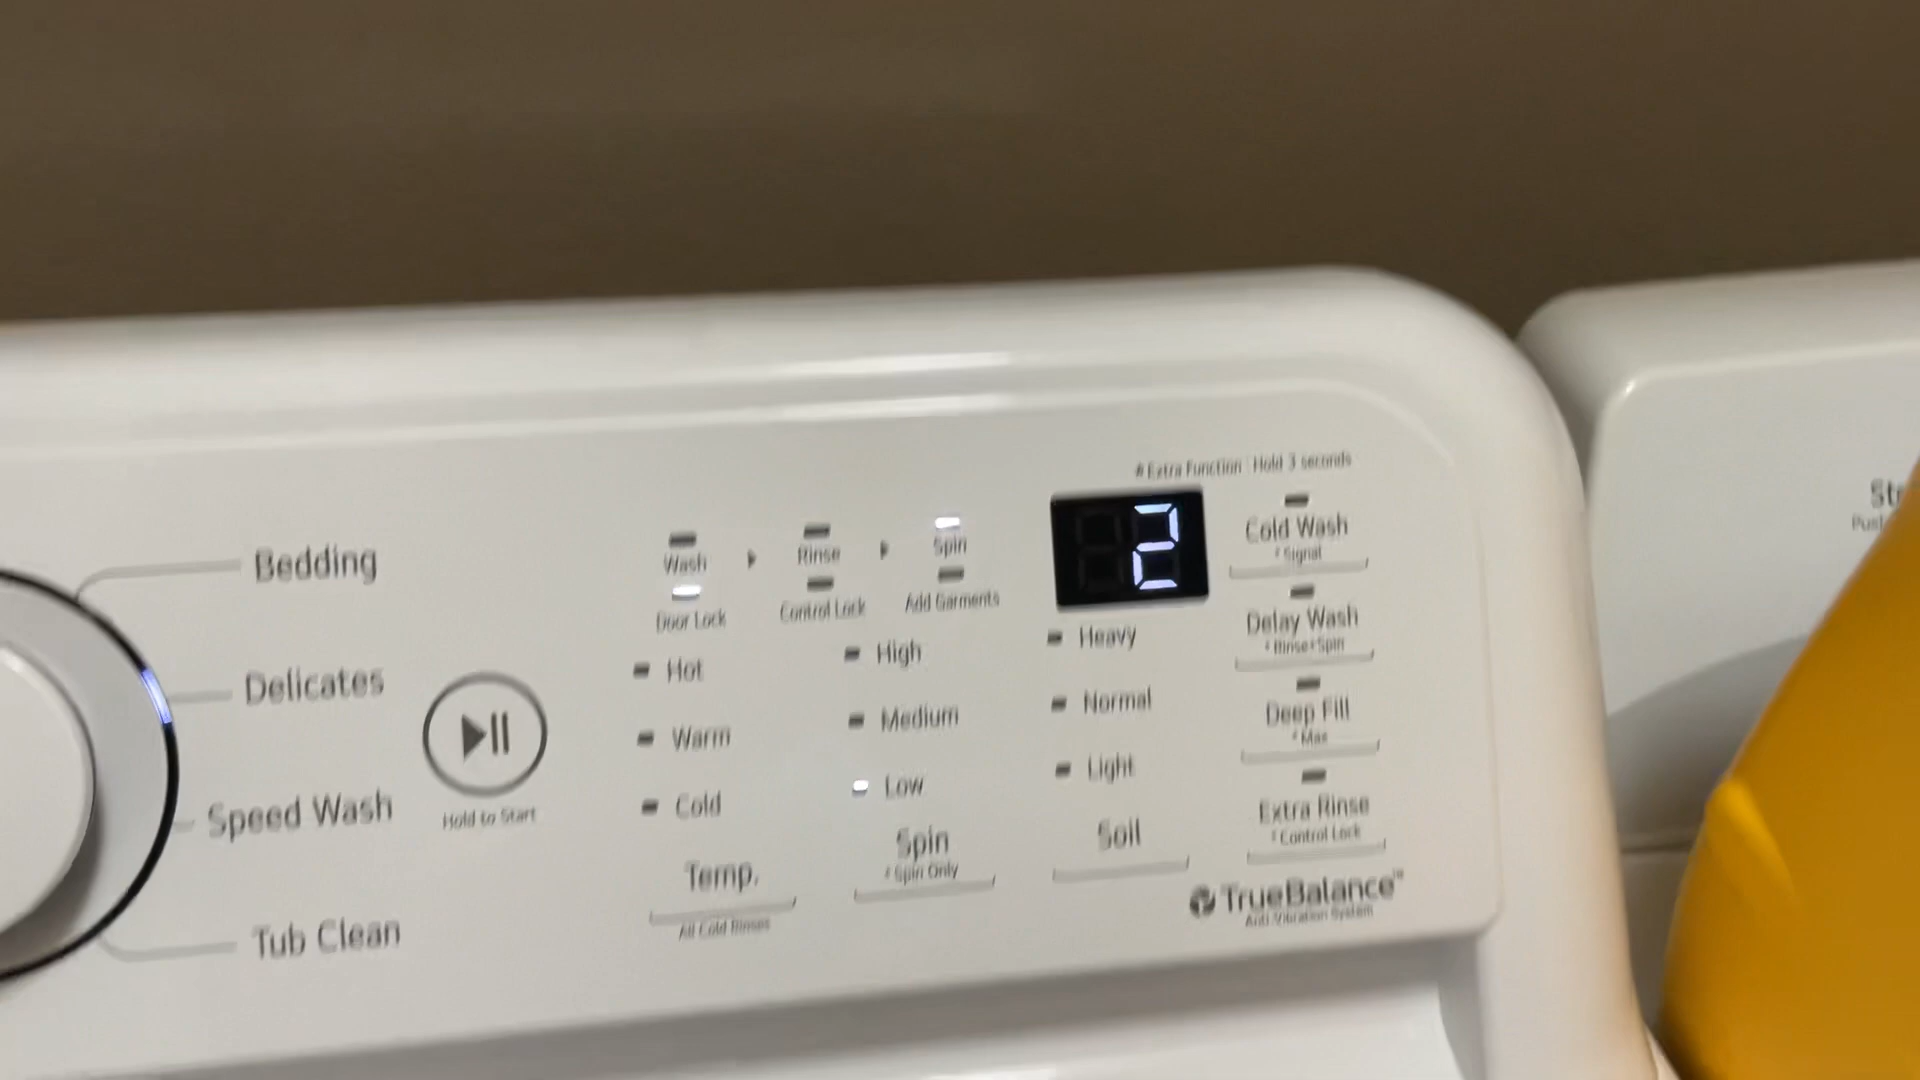 # Extra Function : Hold 3 seconds
Bedding
Delicates
Speed Wash
Tub Clean
Hold to Start
Wash
Rinse
Spin
Door Lock
Control Lock
Add Garments
2
Hot
Warm
Cold
Temp.
All Cold Rinses
High
Medium
Low
Spin
* Spin Only
Heavy
Normal
Light
Soil
Cold Wash
* Signal
Delay Wash
* Rinse+Spin
Deep Fill
* Max
Extra Rinse
* Control Lock
TrueBalance™
Anti-Vibration System